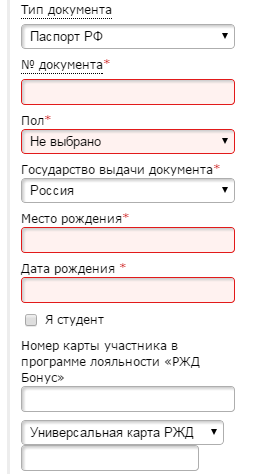 Тип документа
Паспорт РФ
№ документа*
Пол*
Не выбрано
Государство выдачи документа*
Россия
Место рождения*
Дата рождения *
Я студент
Номер карты участника в
программе лояльности «РЖД
Бонус»
Универсальная карта РЖД